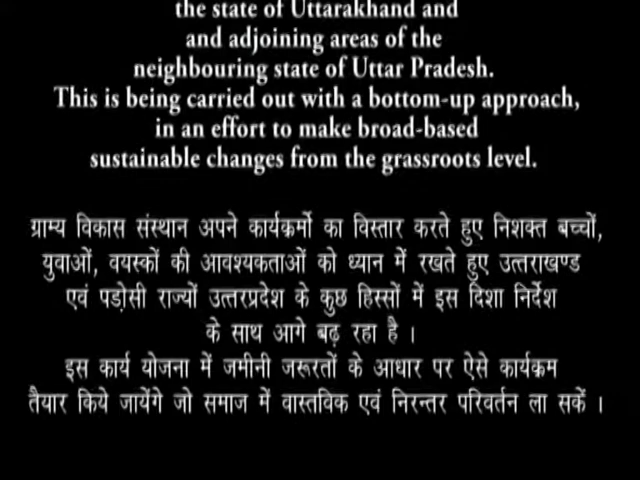 the state of Uttarakhand and
and adjoining areas of the
neighbouring state of Uttar Pradesh.
This is being carried out with a bottom-up approach,
in an effort to make broad-based
sustainable changes from the grassroots level.
ग्राम्य विकास संस्थान अपने कार्यक्रमों का विस्तार करते हुए निशक्त बच्चों,
युवाओं, वयस्कों की आवश्यकताओं को ध्यान में रखते हुए उत्तराखण्ड
एवं पड़ोसी राज्यों उत्तरप्रदेश के कुछ हिस्सों में इस दिशा निर्देश
के साथ आगे बढ़ रहा है ।
इस कार्य योजना में जमीनी जरूरतों के आधार पर ऐसे कार्यक्रम
तैयार किये जायेंगे जो समाज में वास्तविक एवं निरन्तर परिवर्तन ला सकें ।